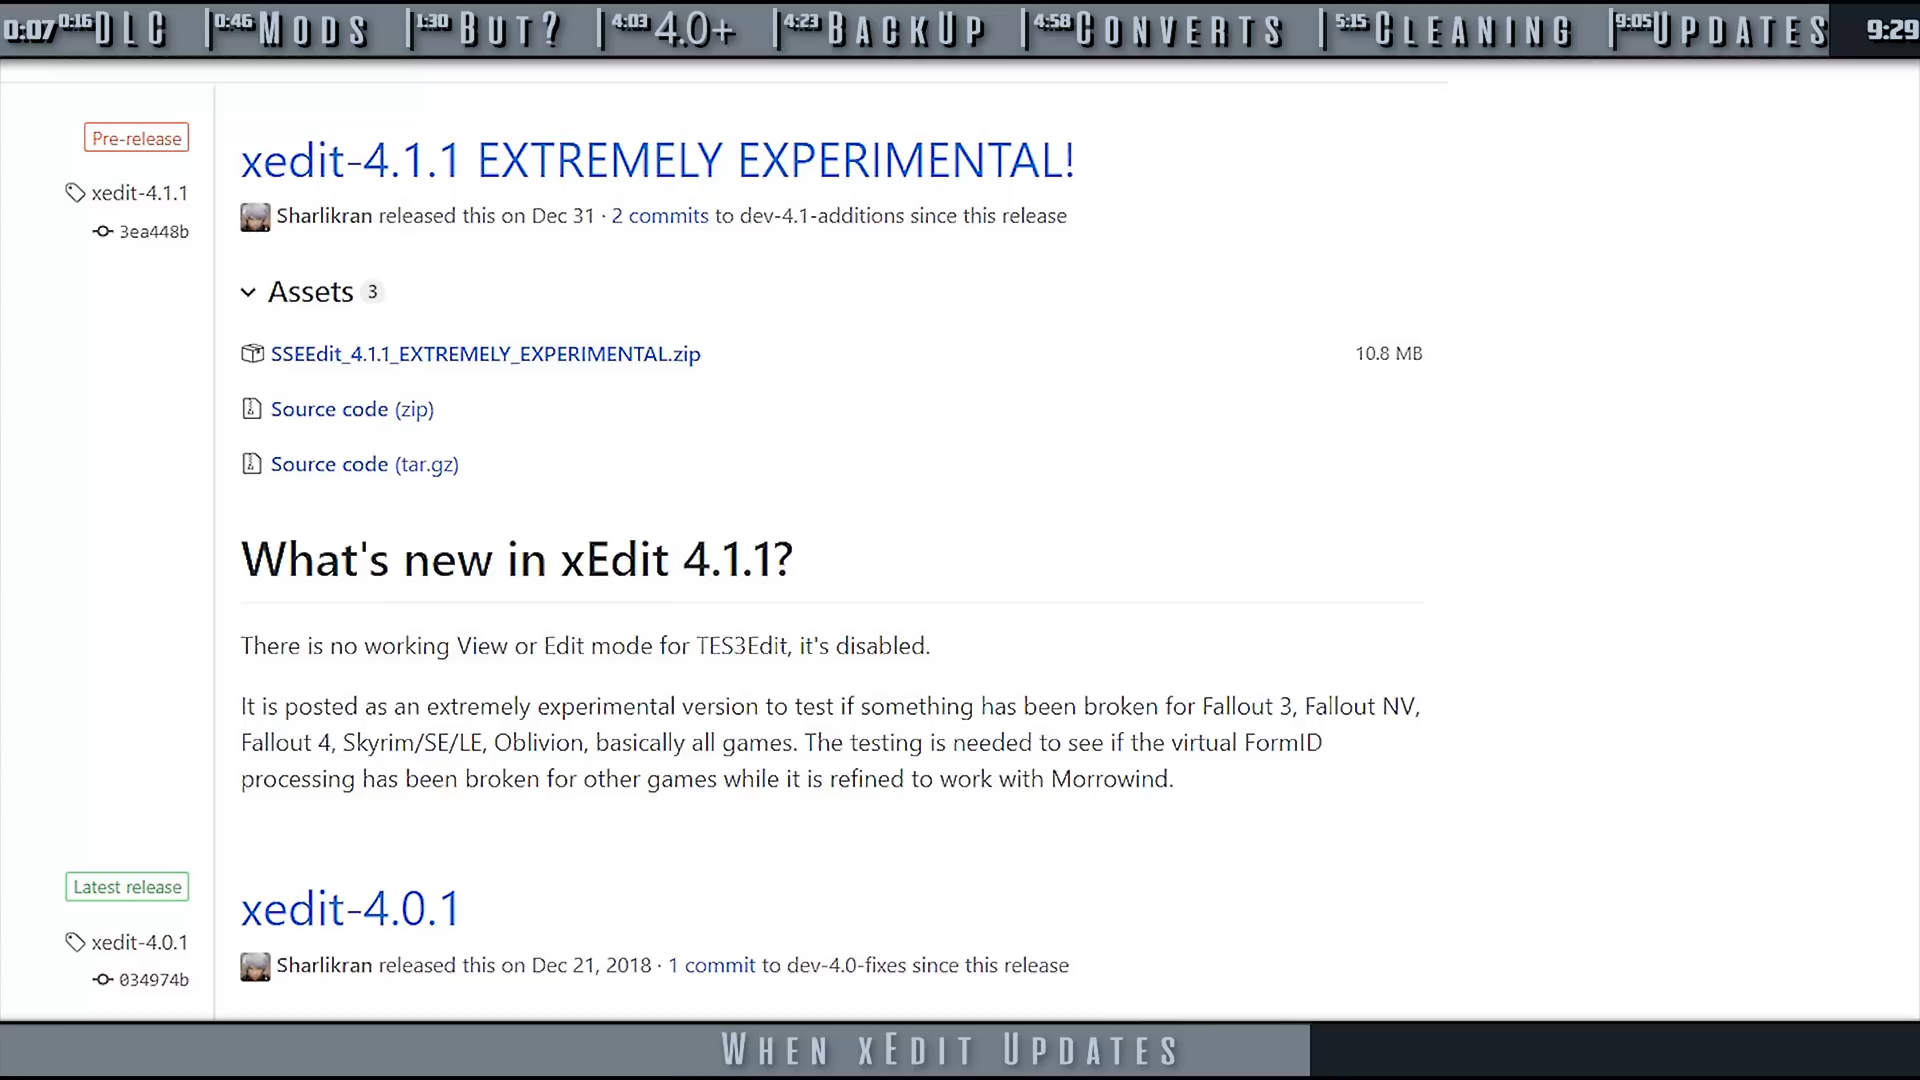 0:07 0:16 DLC 0:46 MODS 1:30 BUT? 4:03 4.0+ 4:23 BACKUP 4:58 CONVERTS 5:15 CLEANING 9:05 UPDATES 9:29
Pre-release
xedit-4.1.1 EXTREMELY EXPERIMENTAL!
xedit-4.1.1
Sharlikran released this on Dec 31 · 2 commits to dev-4.1-additions since this release
3ea448b
Assets 3
SSEEdit_4.1.1_EXTREMELY_EXPERIMENTAL.zip 10.8 MB
Source code (zip)
Source code (tar.gz)
What's new in xEdit 4.1.1?
There is no working View or Edit mode for TES3Edit, it's disabled.
It is posted as an extremely experimental version to test if something has been broken for Fallout 3, Fallout NV,
Fallout 4, Skyrim/SE/LE, Oblivion, basically all games. The testing is needed to see if the virtual FormID
processing has been broken for other games while it is refined to work with Morrowind.
Latest release
xedit-4.0.1
xedit-4.0.1
Sharlikran released this on Dec 21, 2018 · 1 commit to dev-4.0-fixes since this release
034974b
WHEN XEDIT UPDATES